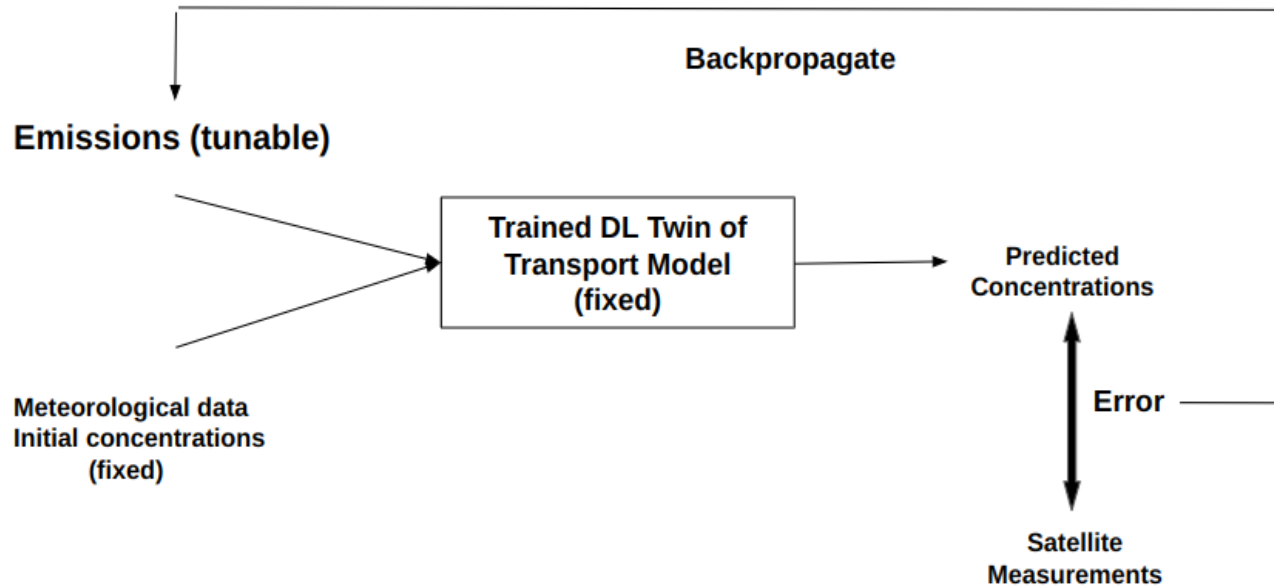 Backpropagate
Emissions (tunable)
Trained DL Twin of
Transport Model
(fixed)
Predicted
Concentrations
Meteorological data
Initial concentrations
(fixed)
Error
Satellite
Measurements